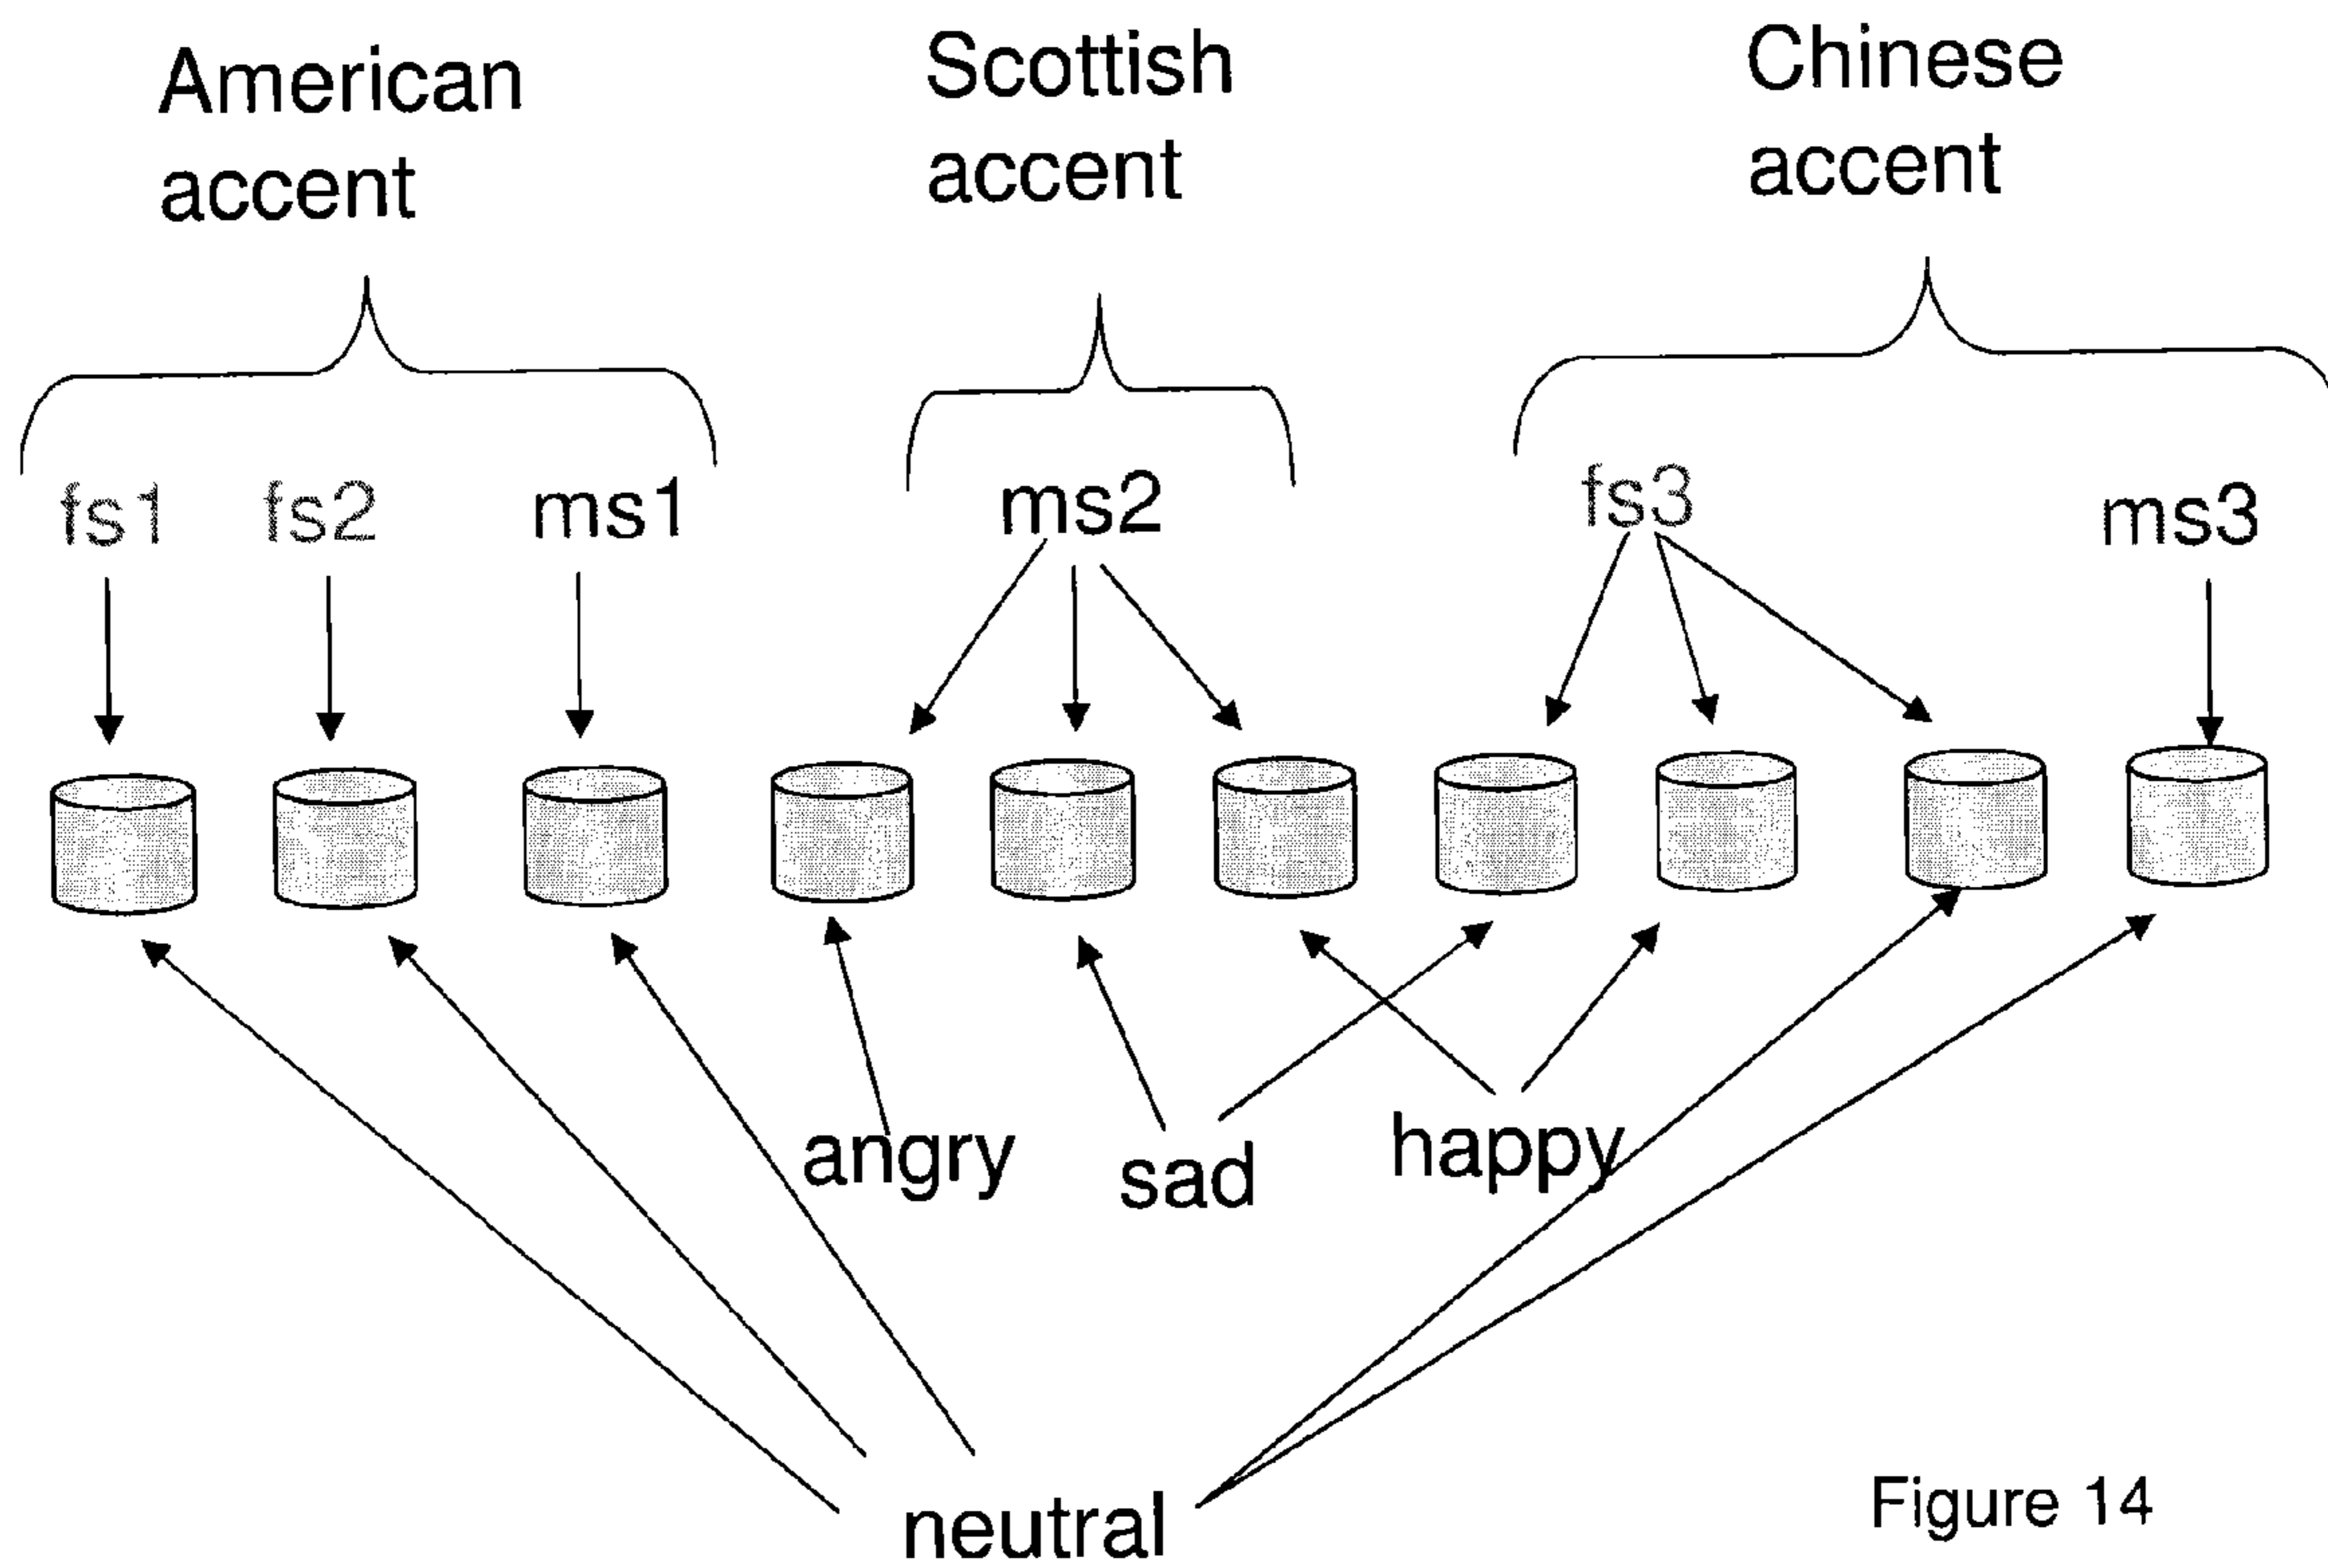 American
accent
Scottish
accent
Chinese
accent
fs1 fs2 ms1 ms2 fs3 ms3
angry sad happy
neutral
Figure 14